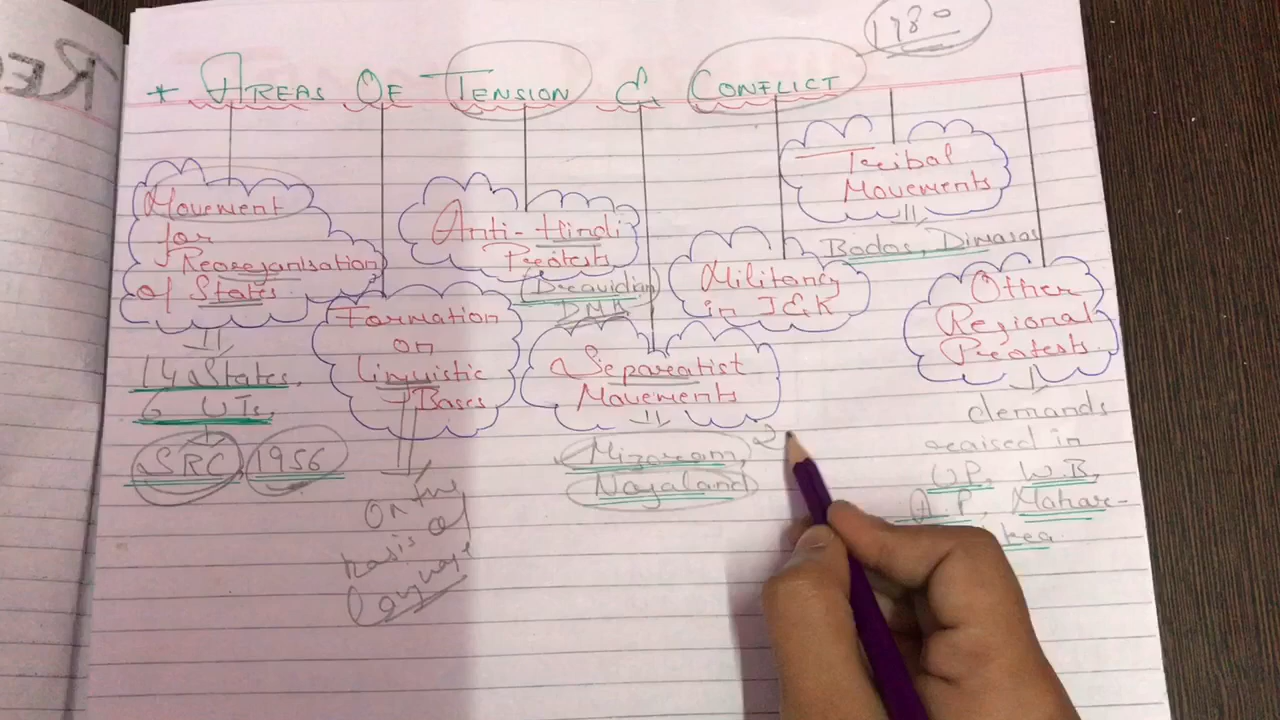 1980
* AREAS OF TENSION & CONFLICT
Movement
for
Reorganisation
of States
14 States,
6 UTs,
SRC 1956
Formation
on
linguistic
Bases
On the
basis of
language
Anti-Hindi
Protests
(Dravidian
DMK
Separatist
Movements
Mizoram,
Nagaland
Militancy
in J&K
Tribal
Movements
Bodos, Dimasas
Other
Regional
Protests
demands
raised in
UP, W.B,
A.P, Mahar-